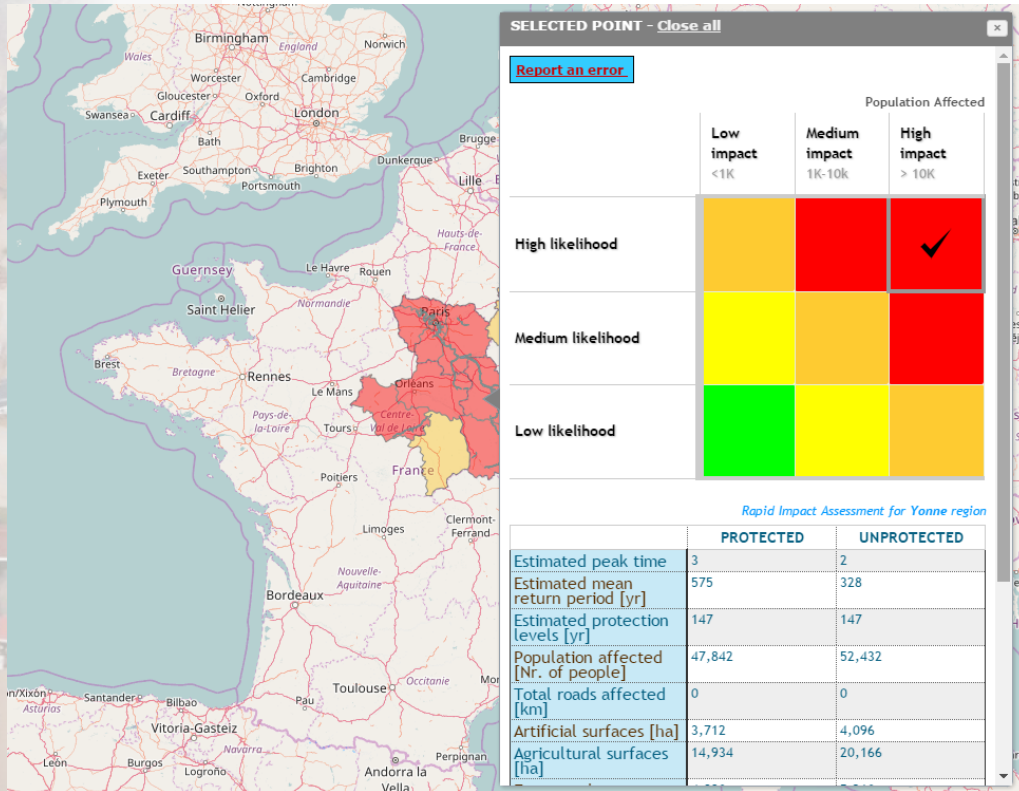 SELECTED POINT - Close all
Report an error
Population Affected
Low impact <1K
Medium impact 1K-10k
High impact > 10K
High likelihood
Medium likelihood
Low likelihood
Rapid Impact Assessment for Yonne region
PROTECTED UNPROTECTED
Estimated peak time 3 2
Estimated mean return period [yr] 575 328
Estimated protection levels [yr] 147 147
Population affected [Nr. of people] 47,842 52,432
Total roads affected [km] 0 0
Artificial surfaces [ha] 3,712 4,096
Agricultural surfaces [ha] 14,934 20,166
Birmingham
England
Norwich
Wales
Worcester
Cambridge
Gloucester
Oxford
Swansea
Cardiff
London
Bath
Brugge
Dunkerque
Exeter
Southampton
Brighton
Portsmouth
Lille
Plymouth
Hauts-de-France
Guernsey
Le Havre
Rouen
Saint Helier
Normandie
Paris
Brest
Bretagne
Rennes
Le Mans
Orléans
Pays-de-la-Loire
Tours
Centre-Val de Loire
France
Poitiers
Limoges
Clermont-Ferrand
Nouvelle-Aquitaine
Bordeaux
Toulouse
Occitanie
Santander
Bilbao
Pau
Asturias
Vitoria-Gasteiz
Navarra
León
Burgos
Logroño
Perpignan
Andorra la Vella